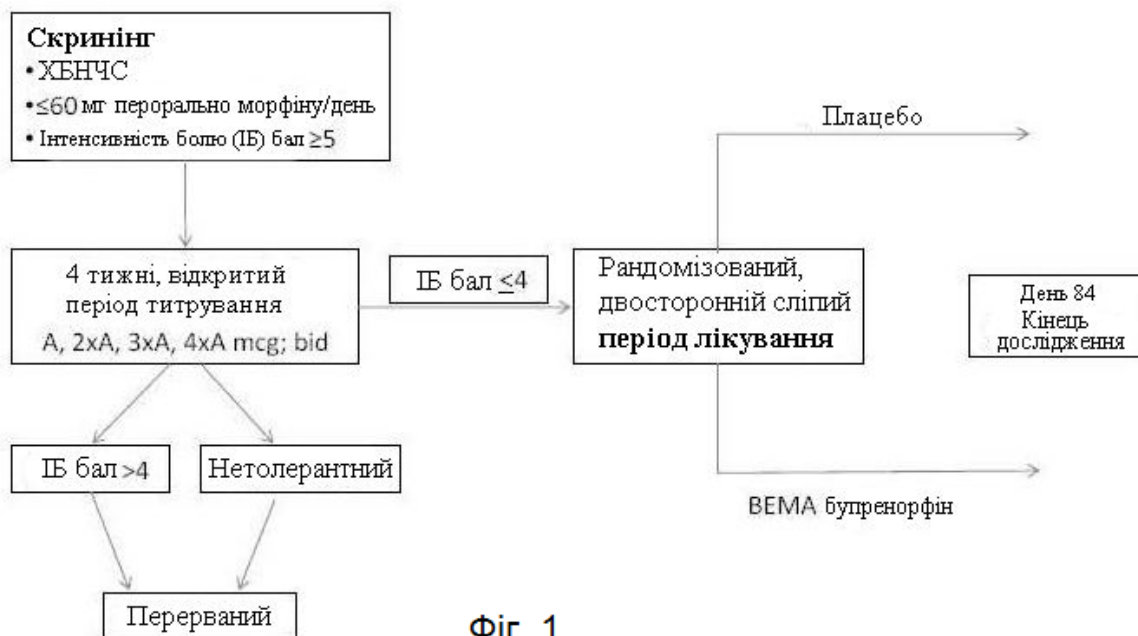 Скринінг
• ХБНЧС
• ≤60 мг перорально морфіну/день
• Інтенсивність болю (ІБ) бал ≥5
Плацебо
4 тижні, відкритий
період титрування
A, 2xA, 3xA, 4xA mcg; bid
ІБ бал ≤4
Рандомізований,
двосторонній сліпий
період лікування
День 84
Кінець
дослідження
ІБ бал >4
Нетолерантний
BEMA бупренорфін
Перерваний
Фіг. 1